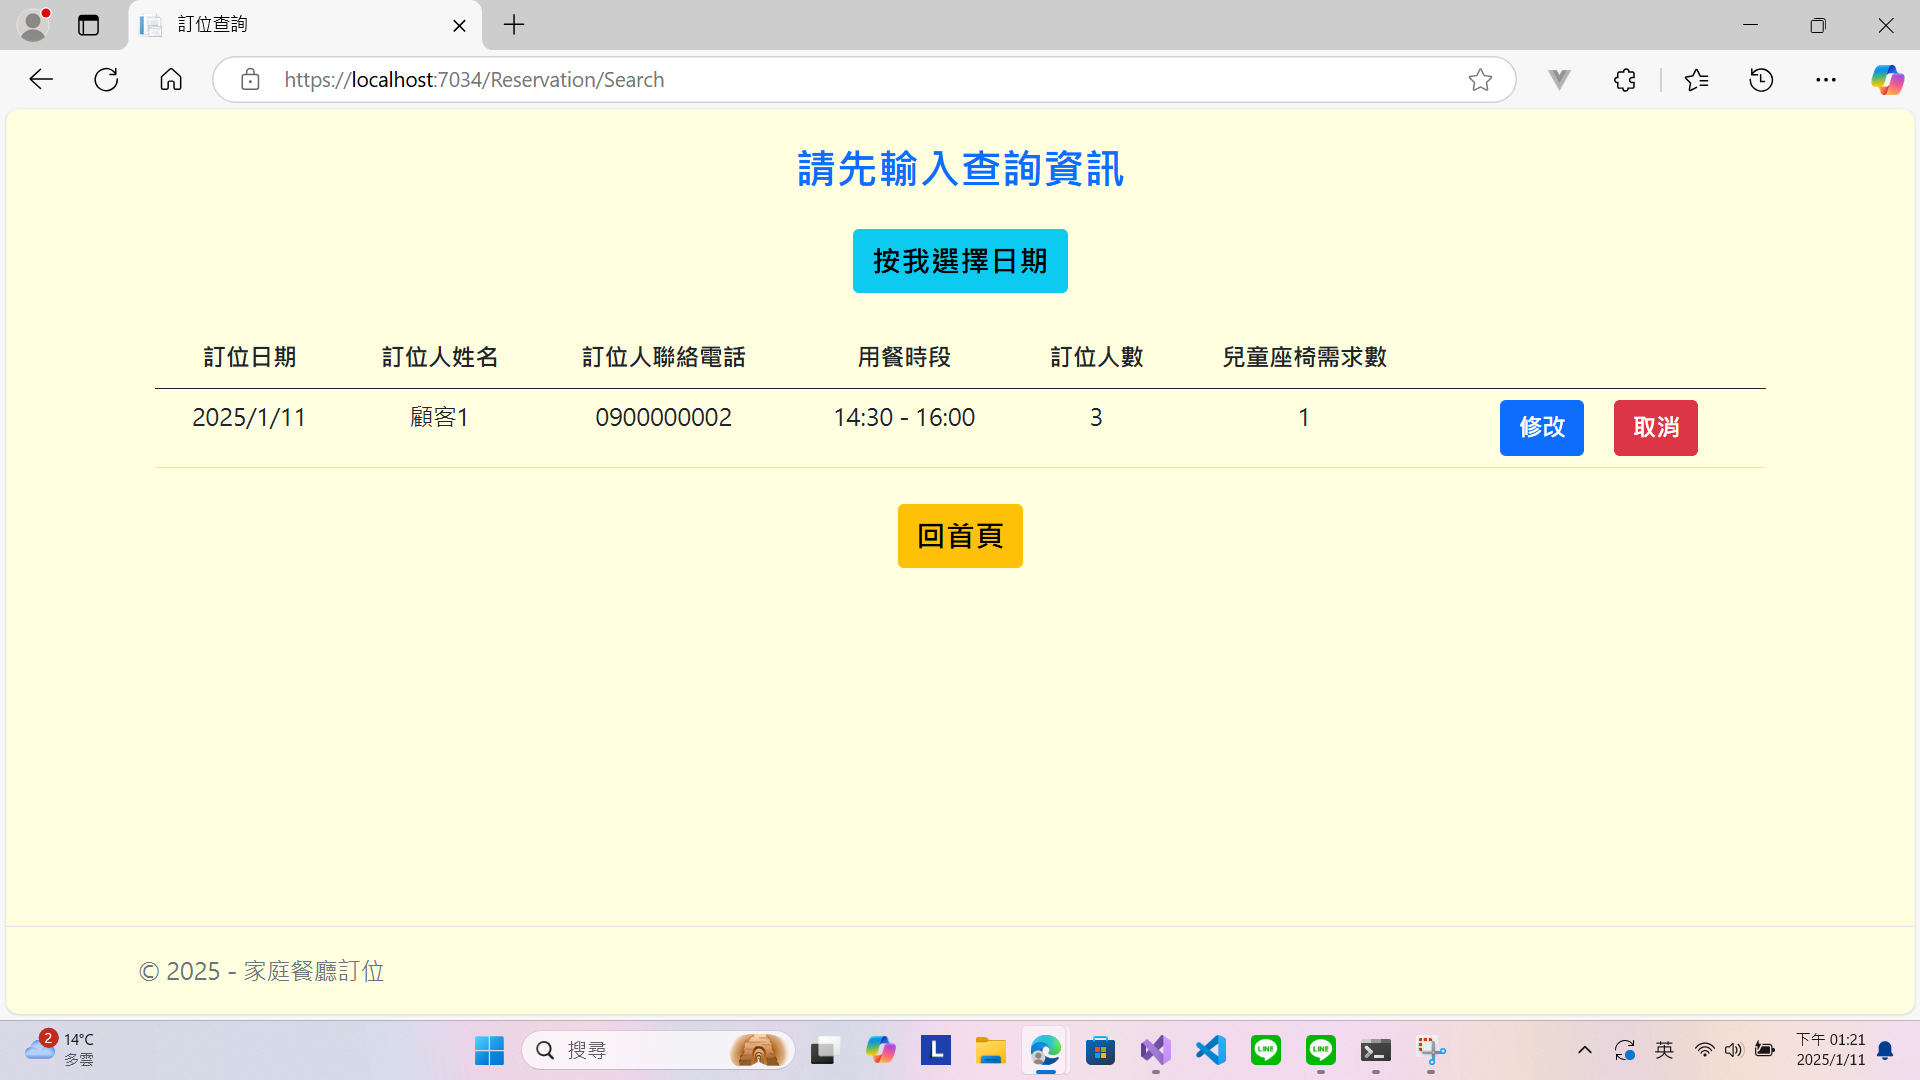 訂位查詢
https://localhost:7034/Reservation/Search
請先輸入查詢資訊
按我選擇日期
訂位日期 訂位人姓名 訂位人聯絡電話 用餐時段 訂位人數 兒童座椅需求數
2025/1/11 顧客1 0900000002 14:30 - 16:00 3 1 修改 取消
回首頁
© 2025 - 家庭餐廳訂位
2 14°C
多雲
搜尋
L
LINE
LINE
英
下午 01:21
2025/1/11